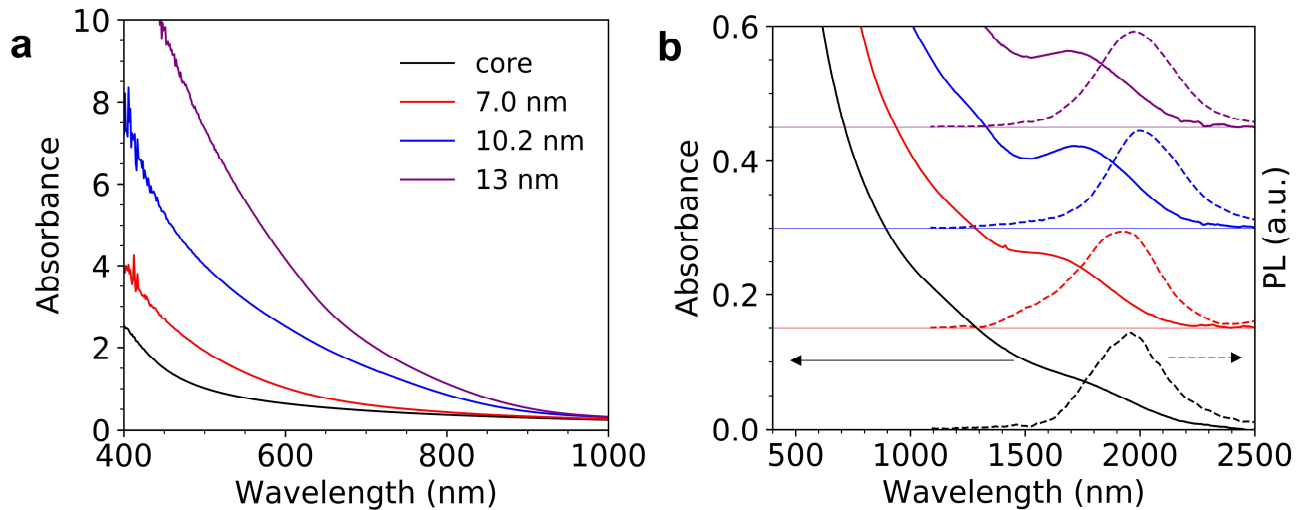 a
10
8
6
4
2
0
Absorbance
core
7.0 nm
10.2 nm
13 nm
400
600
800
1000
Wavelength (nm)
b
0.6
0.4
0.2
0.0
Absorbance
PL (a.u.)
500
1000
1500
2000
2500
Wavelength (nm)